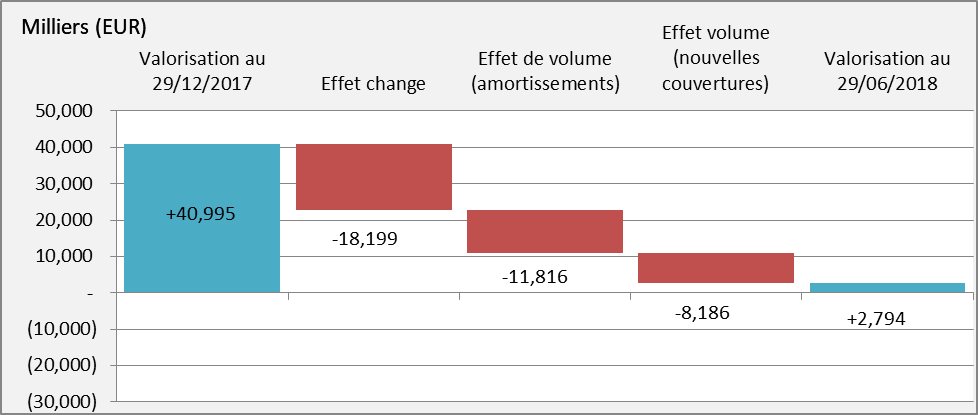 Milliers (EUR)
Valorisation au
29/12/2017
Effet change
Effet de volume
(amortissements)
Effet volume
(nouvelles
couvertures)
Valorisation au
29/06/2018
50,000
40,000
30,000
20,000
10,000
-
(10,000)
(20,000)
(30,000)
+40,995
-18,199
-11,816
-8,186
+2,794